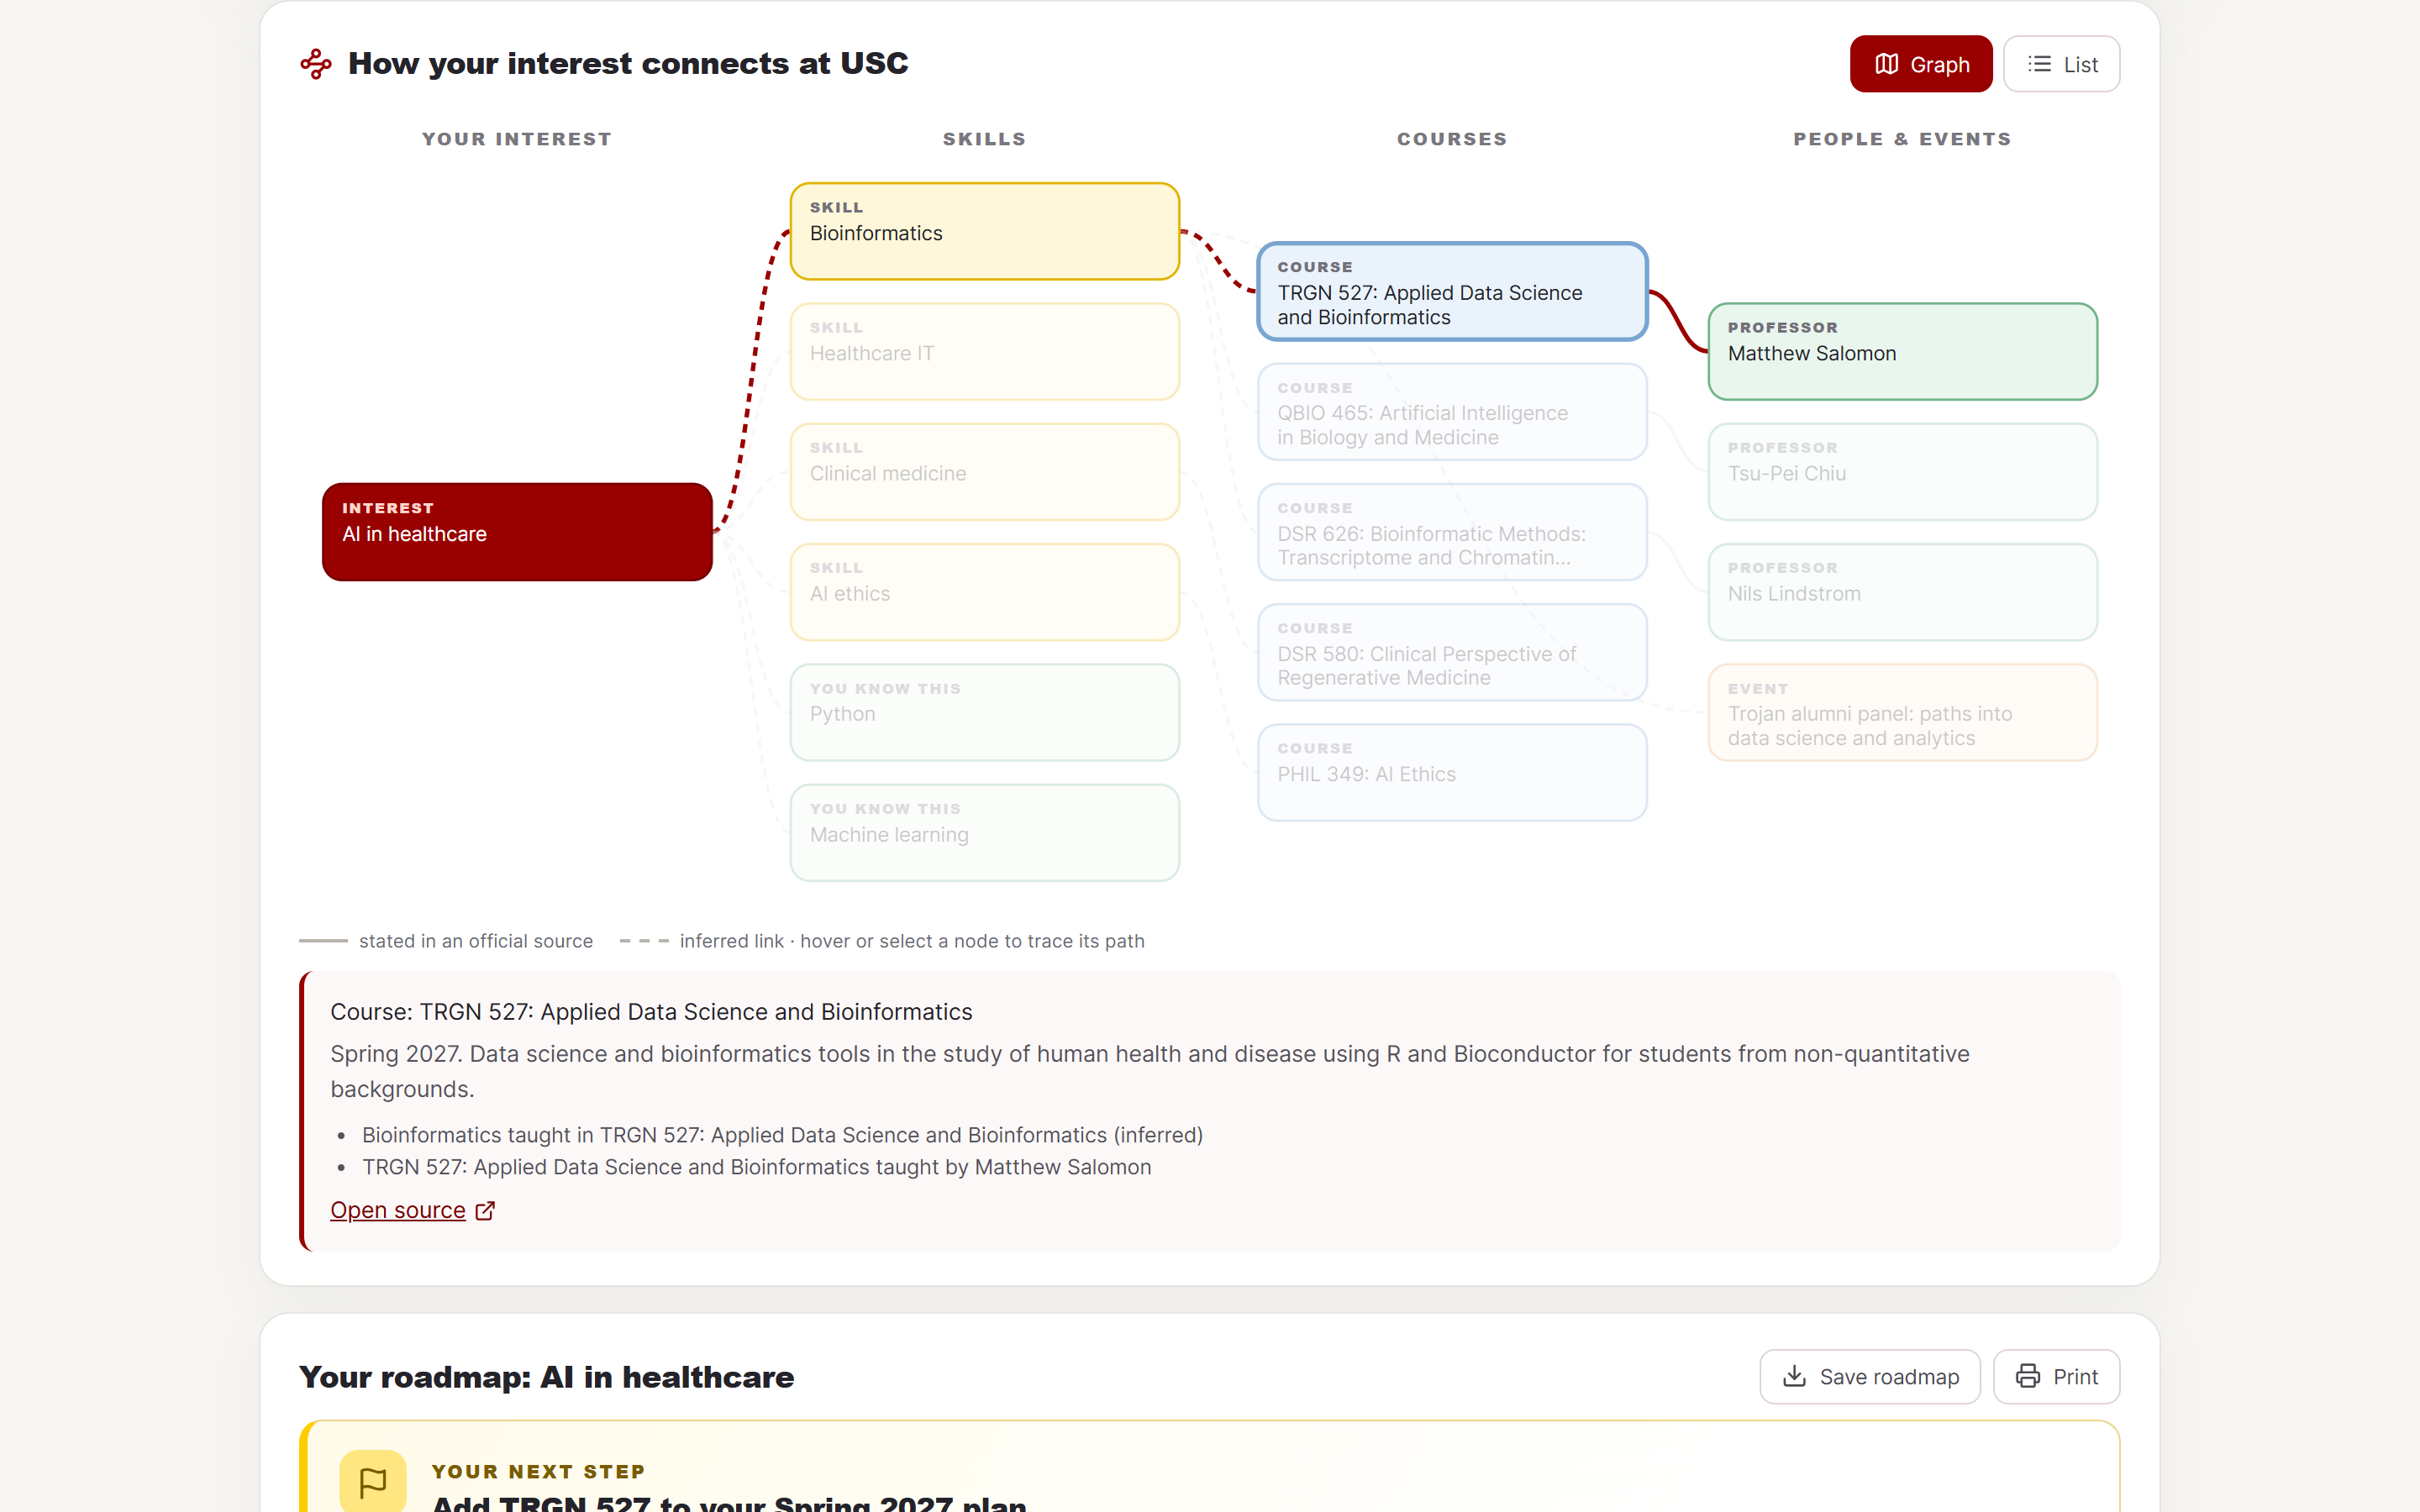 How your interest connects at USC
Graph
List
YOUR INTEREST
SKILLS
COURSES
PEOPLE & EVENTS
INTEREST
AI in healthcare
SKILL
Bioinformatics
SKILL
Healthcare IT
SKILL
Clinical medicine
SKILL
AI ethics
YOU KNOW THIS
Python
YOU KNOW THIS
Machine learning
COURSE
TRGN 527: Applied Data Science
and Bioinformatics
COURSE
QBIO 465: Artificial Intelligence
in Biology and Medicine
COURSE
DSR 626: Bioinformatic Methods:
Transcriptome and Chromatin...
COURSE
DSR 580: Clinical Perspective of
Regenerative Medicine
COURSE
PHIL 349: AI Ethics
PROFESSOR
Matthew Salomon
PROFESSOR
Tsu-Pei Chiu
PROFESSOR
Nils Lindstrom
EVENT
Trojan alumni panel: paths into
data science and analytics
stated in an official source
inferred link · hover or select a node to trace its path
Course: TRGN 527: Applied Data Science and Bioinformatics
Spring 2027. Data science and bioinformatics tools in the study of human health and disease using R and Bioconductor for students from non-quantitative
backgrounds.
• Bioinformatics taught in TRGN 527: Applied Data Science and Bioinformatics (inferred)
• TRGN 527: Applied Data Science and Bioinformatics taught by Matthew Salomon
Open source
Your roadmap: AI in healthcare
Save roadmap
Print
YOUR NEXT STEP
Add TRGN 527 to your Spring 2027 plan